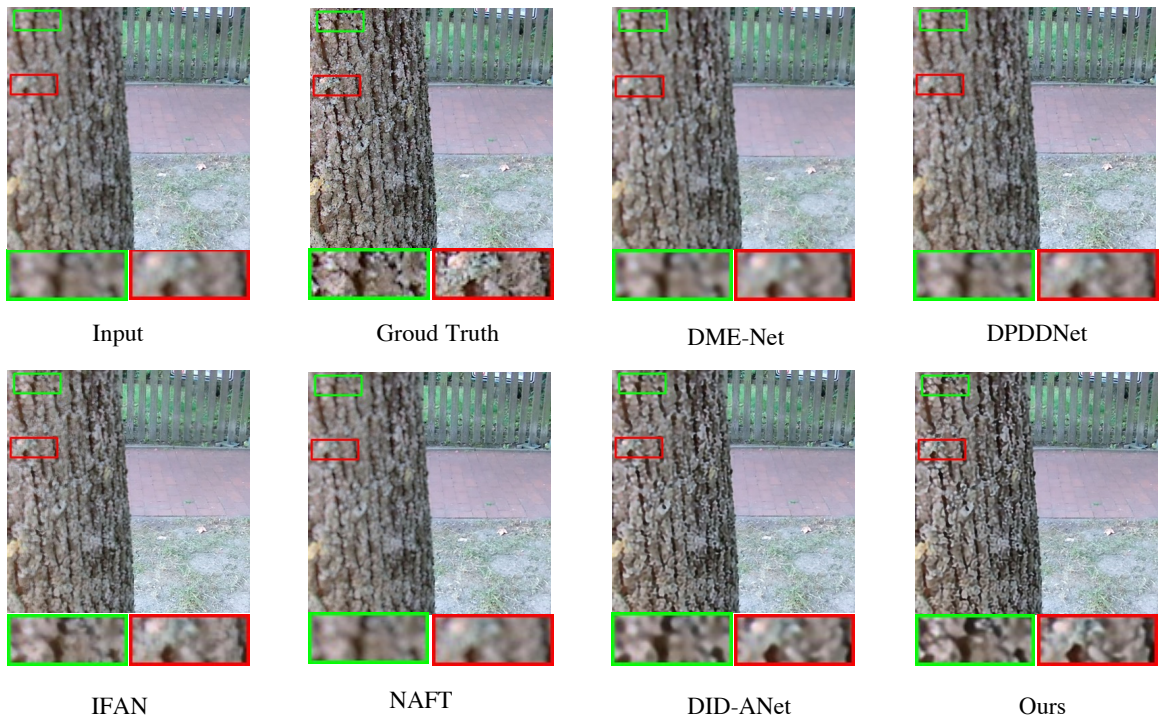 Input
Groud Truth
DME-Net
DPDDNet
IFAN
NAFT
DID-ANet
Ours